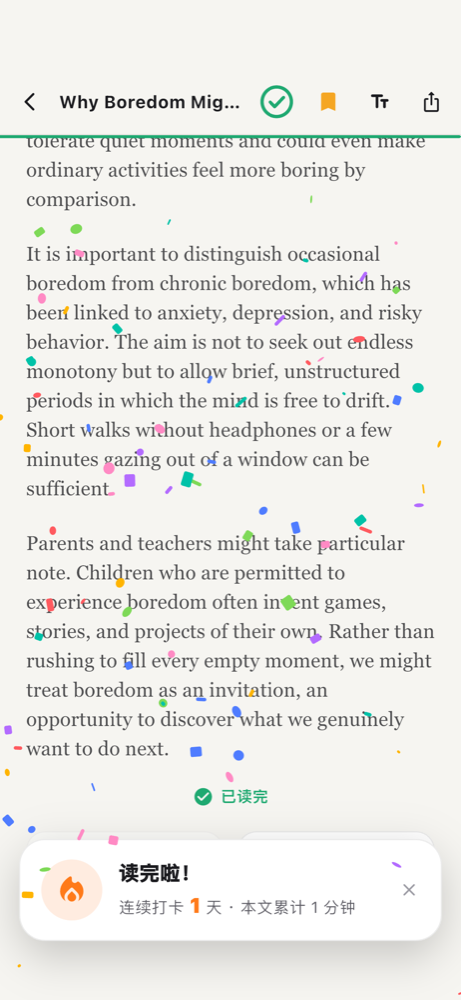 Why Boredom Mig...
Tт
tolerate quiet moments and could even make
ordinary activities feel more boring by
comparison.
It is important to distinguish occasional
boredom from chronic boredom, which has
been linked to anxiety, depression, and risky
behavior. The aim is not to seek out endless
monotony but to allow brief, unstructured
periods in which the mind is free to drift.
Short walks without headphones or a few
minutes gazing out of a window can be
sufficient.
Parents and teachers might take particular
note. Children who are permitted to
experience boredom often invent games,
stories, and projects of their own. Rather than
rushing to fill every empty moment, we might
treat boredom as an invitation, an
opportunity to discover what we genuinely
want to do next.
已读完
读完啦！
连续打卡 1 天 · 本文累计 1 分钟